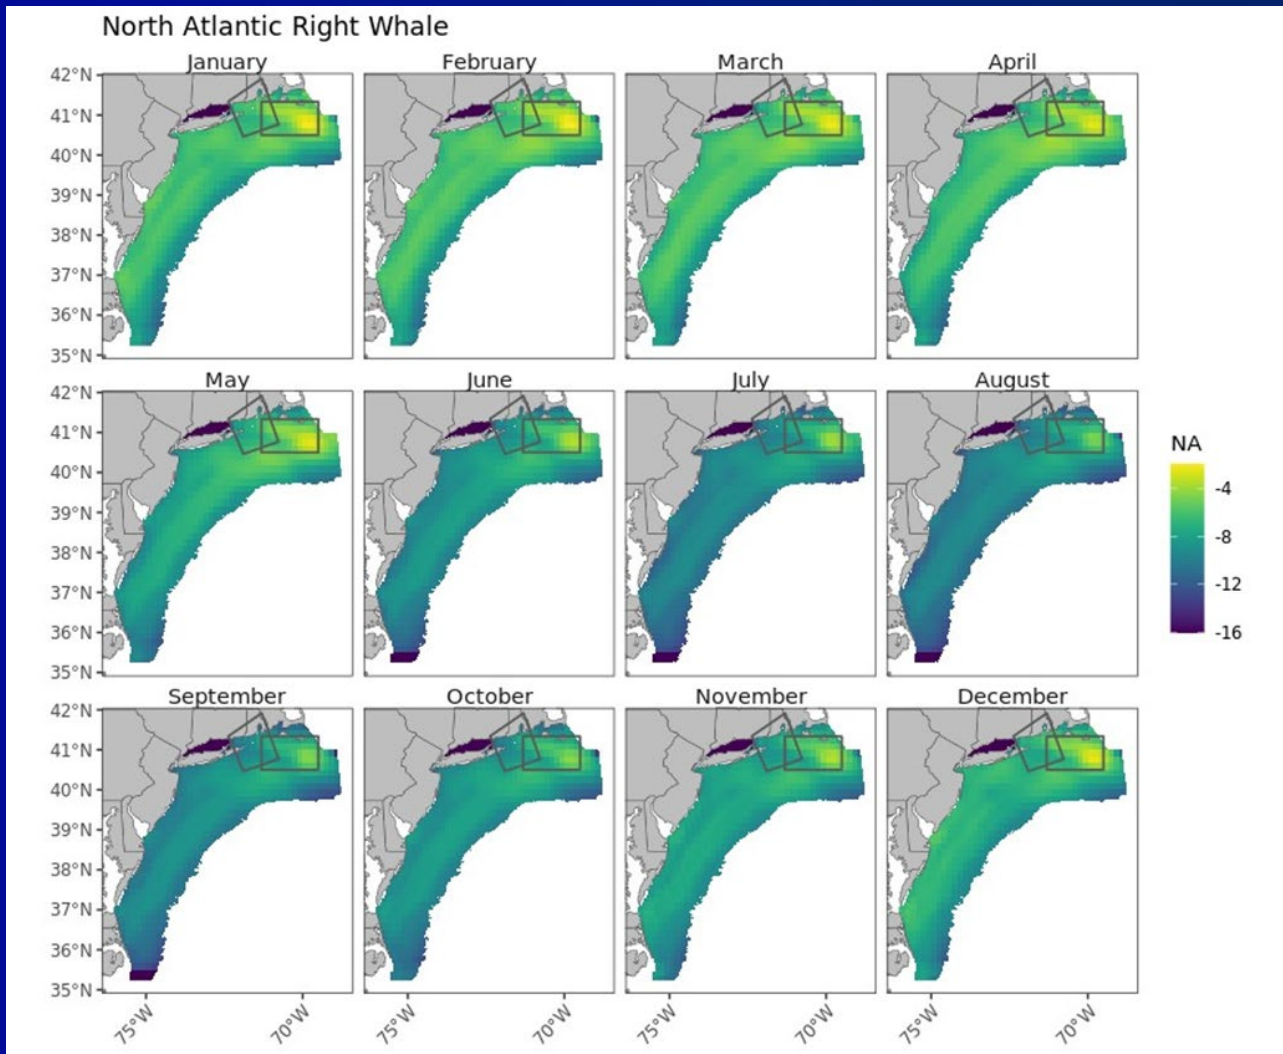 North Atlantic Right Whale
January February March April
42°N
41°N
40°N
39°N
38°N
37°N
36°N
35°N
May June July August
42°N
41°N
40°N
39°N
38°N
37°N
36°N
35°N
NA
-4
-8
-12
-16
September October November December
42°N
41°N
40°N
39°N
38°N
37°N
36°N
35°N
75°W 70°W 75°W 70°W 75°W 70°W 75°W 70°W